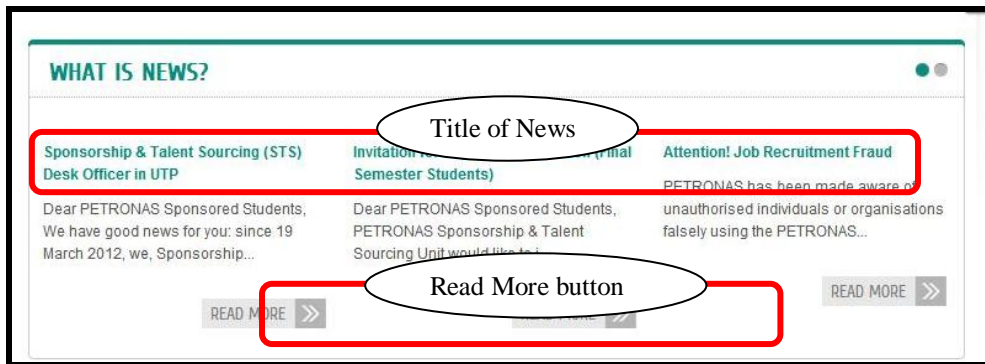 WHAT IS NEWS?
Title of News
Sponsorship & Talent Sourcing (STS)
Desk Officer in UTP
Dear PETRONAS Sponsored Students,
We have good news for you: since 19
March 2012, we, Sponsorship...
READ MORE
Invitation (Final
Semester Students)
Dear PETRONAS Sponsored Students,
PETRONAS Sponsorship & Talent
Sourcing Unit would like to i
Read More button
Attention! Job Recruitment Fraud
PETRONAS has been made aware of
unauthorised individuals or organisations
falsely using the PETRONAS...
READ MORE